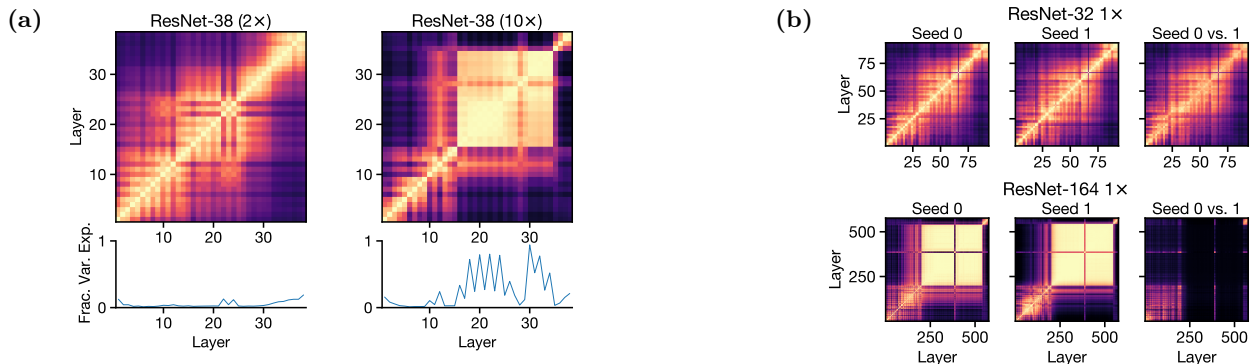 (a)
ResNet-38 (2×)
Layer
30
20
10
10 20 30
Frac. Var. Exp.
1
0
10 20 30
Layer
ResNet-38 (10×)
30
20
10
10 20 30
1
0
10 20 30
Layer
(b)
ResNet-32 1×
Seed 0 Seed 1 Seed 0 vs. 1
Layer
75
50
25
25 50 75 25 50 75 25 50 75
ResNet-164 1×
Seed 0 Seed 1 Seed 0 vs. 1
Layer
500
250
250 500 250 500 250 500
Layer Layer Layer